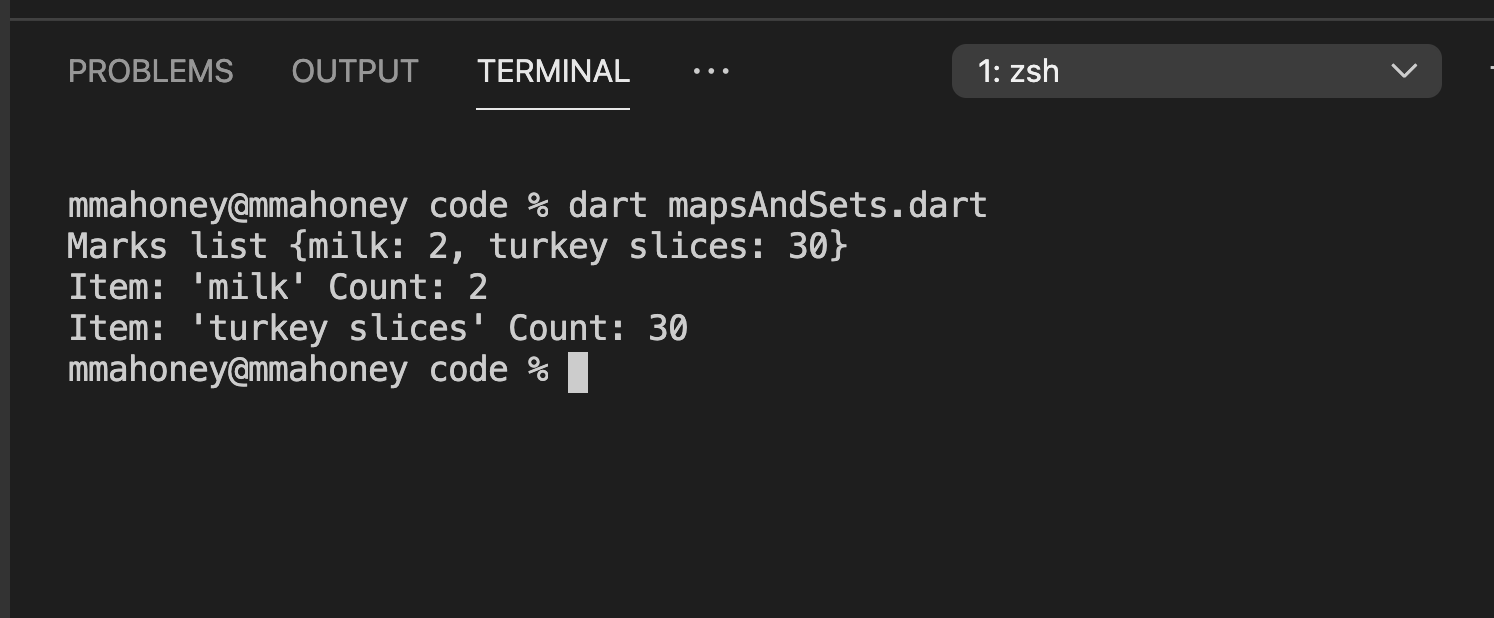 PROBLEMS OUTPUT TERMINAL ··· 1: zsh
mmahoney@mmahoney code % dart mapsAndSets.dart
Marks list {milk: 2, turkey slices: 30}
Item: 'milk' Count: 2
Item: 'turkey slices' Count: 30
mmahoney@mmahoney code %